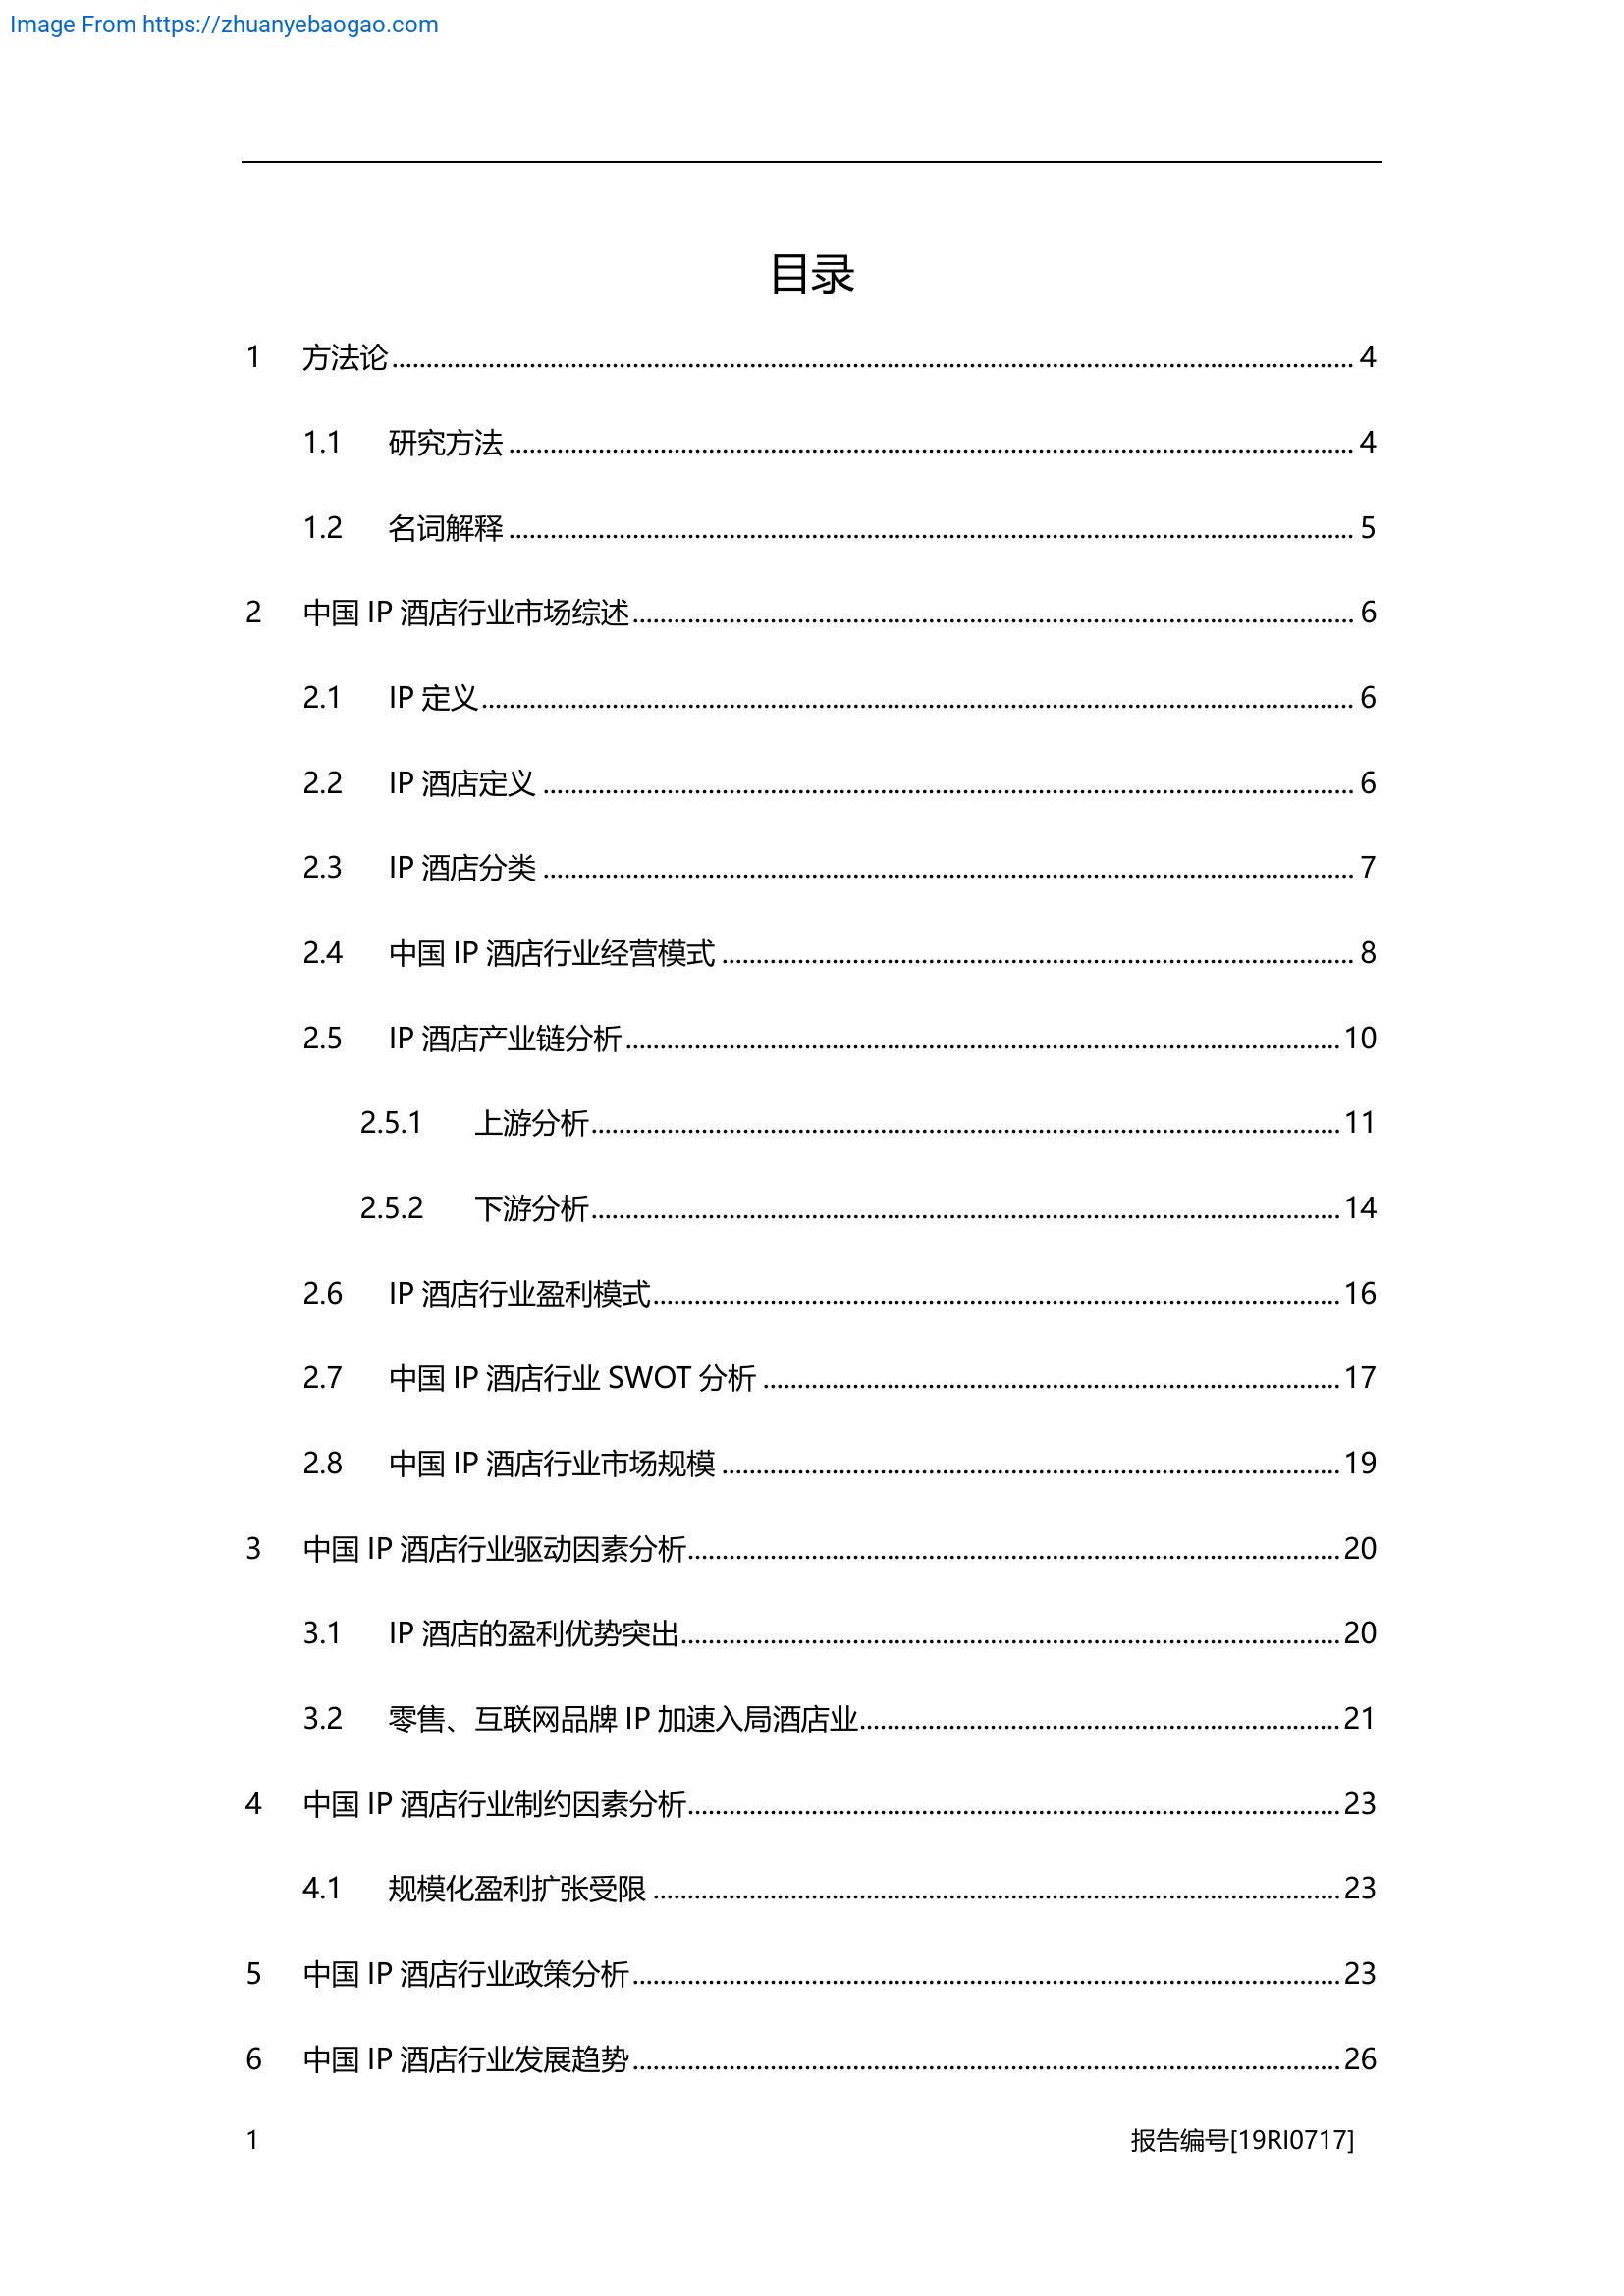 Image From https://zhuanyebaogao.com
目录
1 方法论 4
1.1 研究方法 4
1.2 名词解释 5
2 中国 IP 酒店行业市场综述 6
2.1 IP 定义 6
2.2 IP 酒店定义 6
2.3 IP 酒店分类 7
2.4 中国 IP 酒店行业经营模式 8
2.5 IP 酒店产业链分析 10
2.5.1 上游分析 11
2.5.2 下游分析 14
2.6 IP 酒店行业盈利模式 16
2.7 中国 IP 酒店行业 SWOT 分析 17
2.8 中国 IP 酒店行业市场规模 19
3 中国 IP 酒店行业驱动因素分析 20
3.1 IP 酒店的盈利优势突出 20
3.2 零售、互联网品牌 IP 加速入局酒店业 21
4 中国 IP 酒店行业制约因素分析 23
4.1 规模化盈利扩张受限 23
5 中国 IP 酒店行业政策分析 23
6 中国 IP 酒店行业发展趋势 26
1 报告编号[19RI0717]